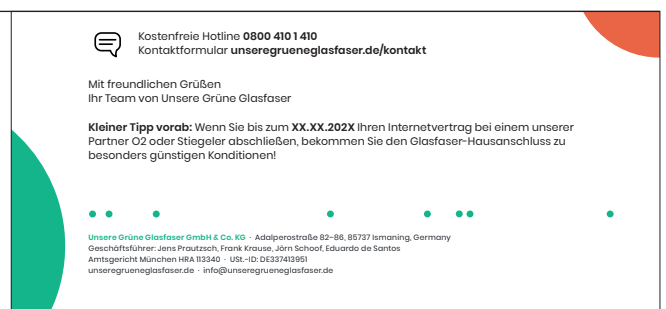 Kostenfreie Hotline 0800 410 1 410
Kontaktformular unseregrueneglasfaser.de/kontakt
Mit freundlichen Grüßen
Ihr Team von Unsere Grüne Glasfaser
Kleiner Tipp vorab: Wenn Sie bis zum XX.XX.202X Ihren Internetvertrag bei einem unserer
Partner O2 oder Stiegeler abschließen, bekommen Sie den Glasfaser-Hausanschluss zu
besonders günstigen Konditionen!
Unsere Grüne Glasfaser GmbH & Co. KG · Adalperostraße 82–86, 85737 Ismaning, Germany
Geschäftsführer: Jens Prautzsch, Frank Krause, Jörn Schoof, Eduardo de Santos
Amtsgericht München HRA 113340 · USt.-ID: DE337413951
unseregrueneglasfaser.de · info@unseregrueneglasfaser.de